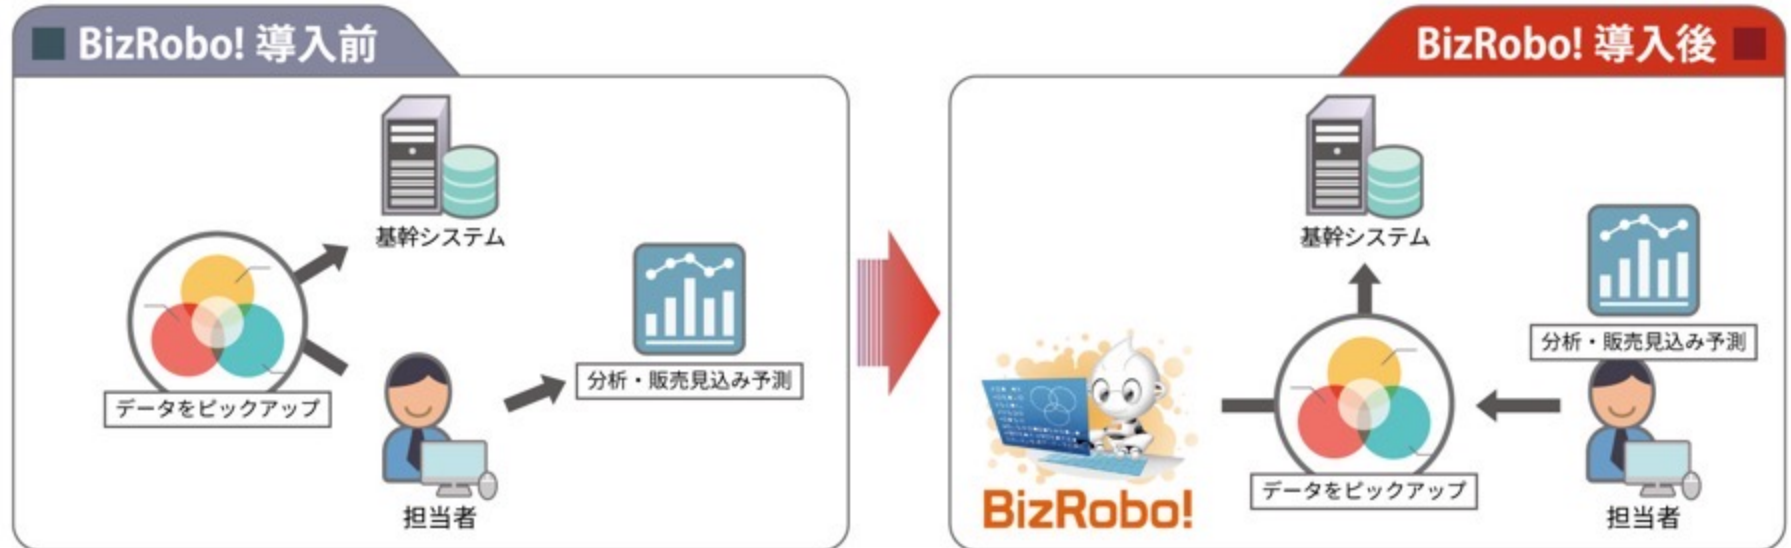 BizRobo! 導入前
基幹システム
データをピックアップ
分析・販売見込み予測
担当者
BizRobo! 導入後
基幹システム
分析・販売見込み予測
BizRobo!
データをピックアップ
担当者